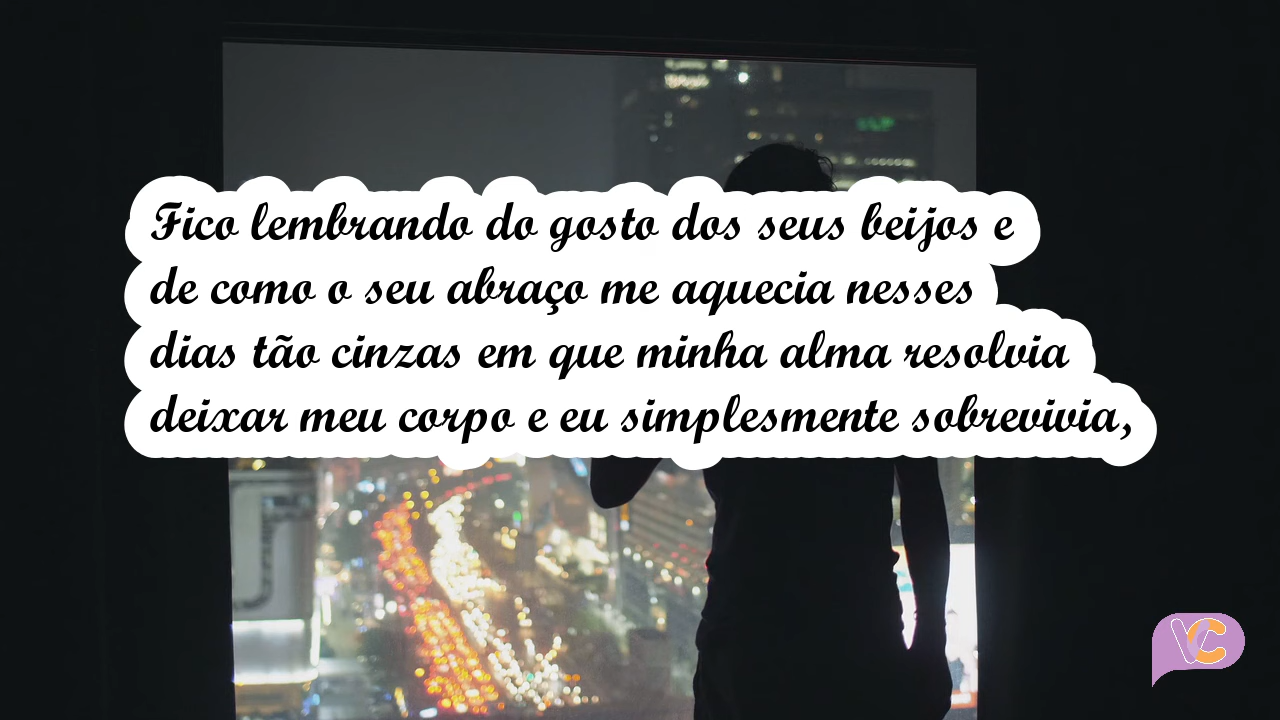 Fico lembrando do gosto dos seus beijos e
de como o seu abraço me aquecia nesses
dias tão cinzas em que minha alma resolvia
deixar meu corpo e eu simplesmente sobrevivia,
VC